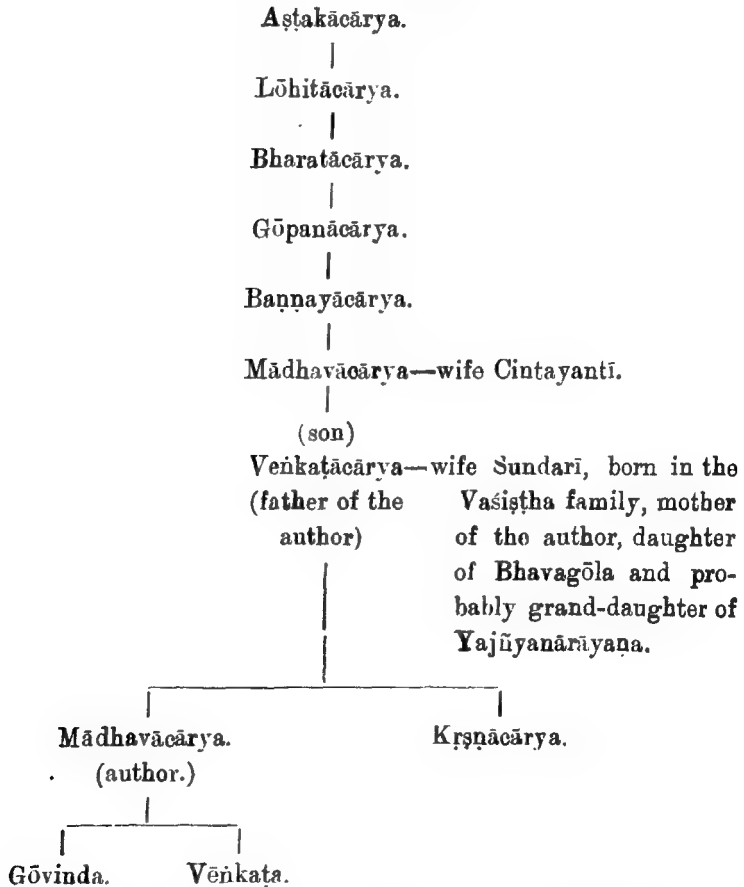 Aṣṭakācārya.
Lōhitācārya.
Bharatācārya.
Gōpanācārya.
Baṇṇayācārya.
Mādhavācārya—wife Cintayantī.
(son)
Veṅkaṭācārya—wife Sundarī, born in the
(father of the Vaśiṣṭha family, mother
author) of the author, daughter
of Bhavagōla and pro-
bably grand-daughter of
Yajñyanārāyaṇa.
Mādhavācārya. Kṛṣṇācārya.
(author.)
Gōvinda. Vēṅkaṭa.